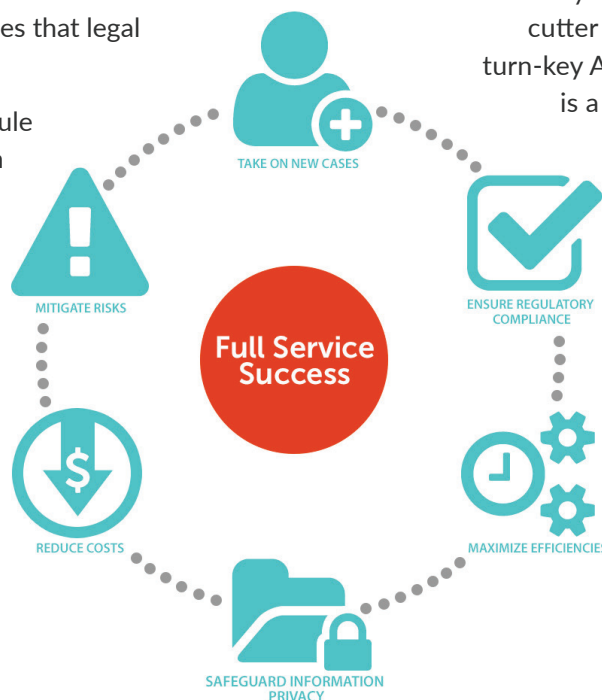 es that legal
cutter
turn-key A
is a
ule
TAKE ON NEW CASES
MITIGATE RISKS
ENSURE REGULATORY
COMPLIANCE
Full Service
Success
$
REDUCE COSTS
MAXIMIZE EFFICIENCIES
SAFEGUARD INFORMATION
PRIVACY